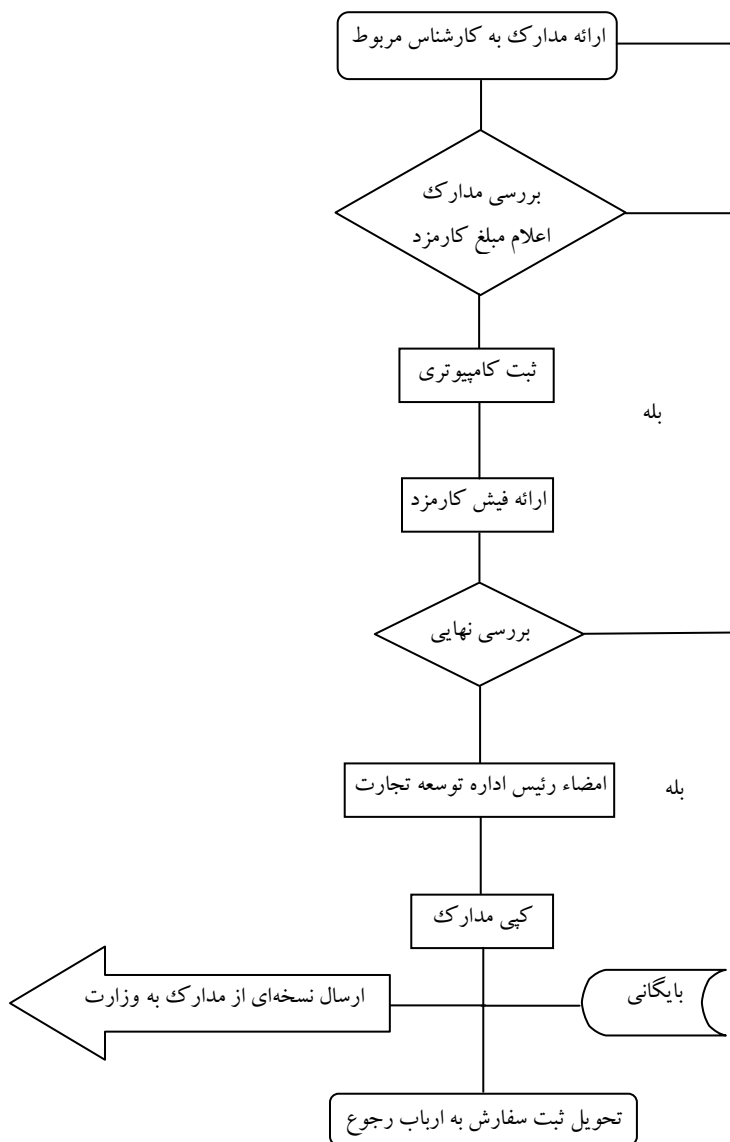 ارائه مدارک به کارشناس مربوط
بررسی مدارک
اعلام مبلغ کارمزد
ثبت کامپیوتری
بله
ارائه فیش کارمزد
بررسی نهایی
امضاء رئیس اداره توسعه تجارت
بله
کپی مدارک
بایگانی
ارسال نسخه‌ای از مدارک به وزارت
تحویل ثبت سفارش به ارباب رجوع